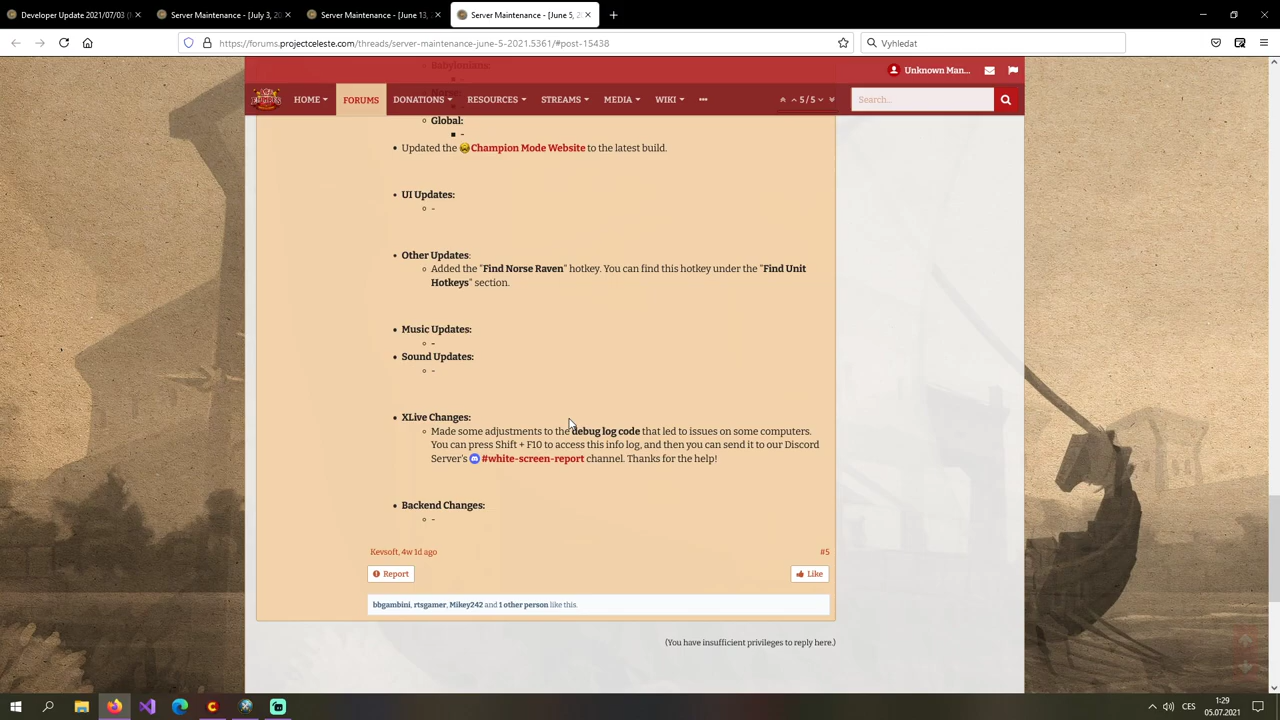 Developer Update 2021/07/03 (
Server Maintenance - [July 3, 20
Server Maintenance - [June 13, 2
Server Maintenance - [June 5, 20
https://forums.projectceleste.com/threads/server-maintenance-june-5-2021.5361/#post-15438
Vyhledat
Unknown Man...
HOME
FORUMS
DONATIONS
RESOURCES
STREAMS
MEDIA
WIKI
5 / 5
Search...
Babylonians:
-
Norse:
Global:
-
Updated the Champion Mode Website to the latest build.
UI Updates:
-
Other Updates:
Added the "Find Norse Raven" hotkey. You can find this hotkey under the "Find Unit
Hotkeys" section.
Music Updates:
-
Sound Updates:
-
XLive Changes:
Made some adjustments to the debug log code that led to issues on some computers.
You can press Shift + F10 to access this info log, and then you can send it to our Discord
Server's #white-screen-report channel. Thanks for the help!
Backend Changes:
-
Kevsoft, 4w 1d ago
#5
Report
Like
bbgambini, rtsgamer, Mikey242 and 1 other person like this.
(You have insufficient privileges to reply here.)
CES
1:29
05.07.2021